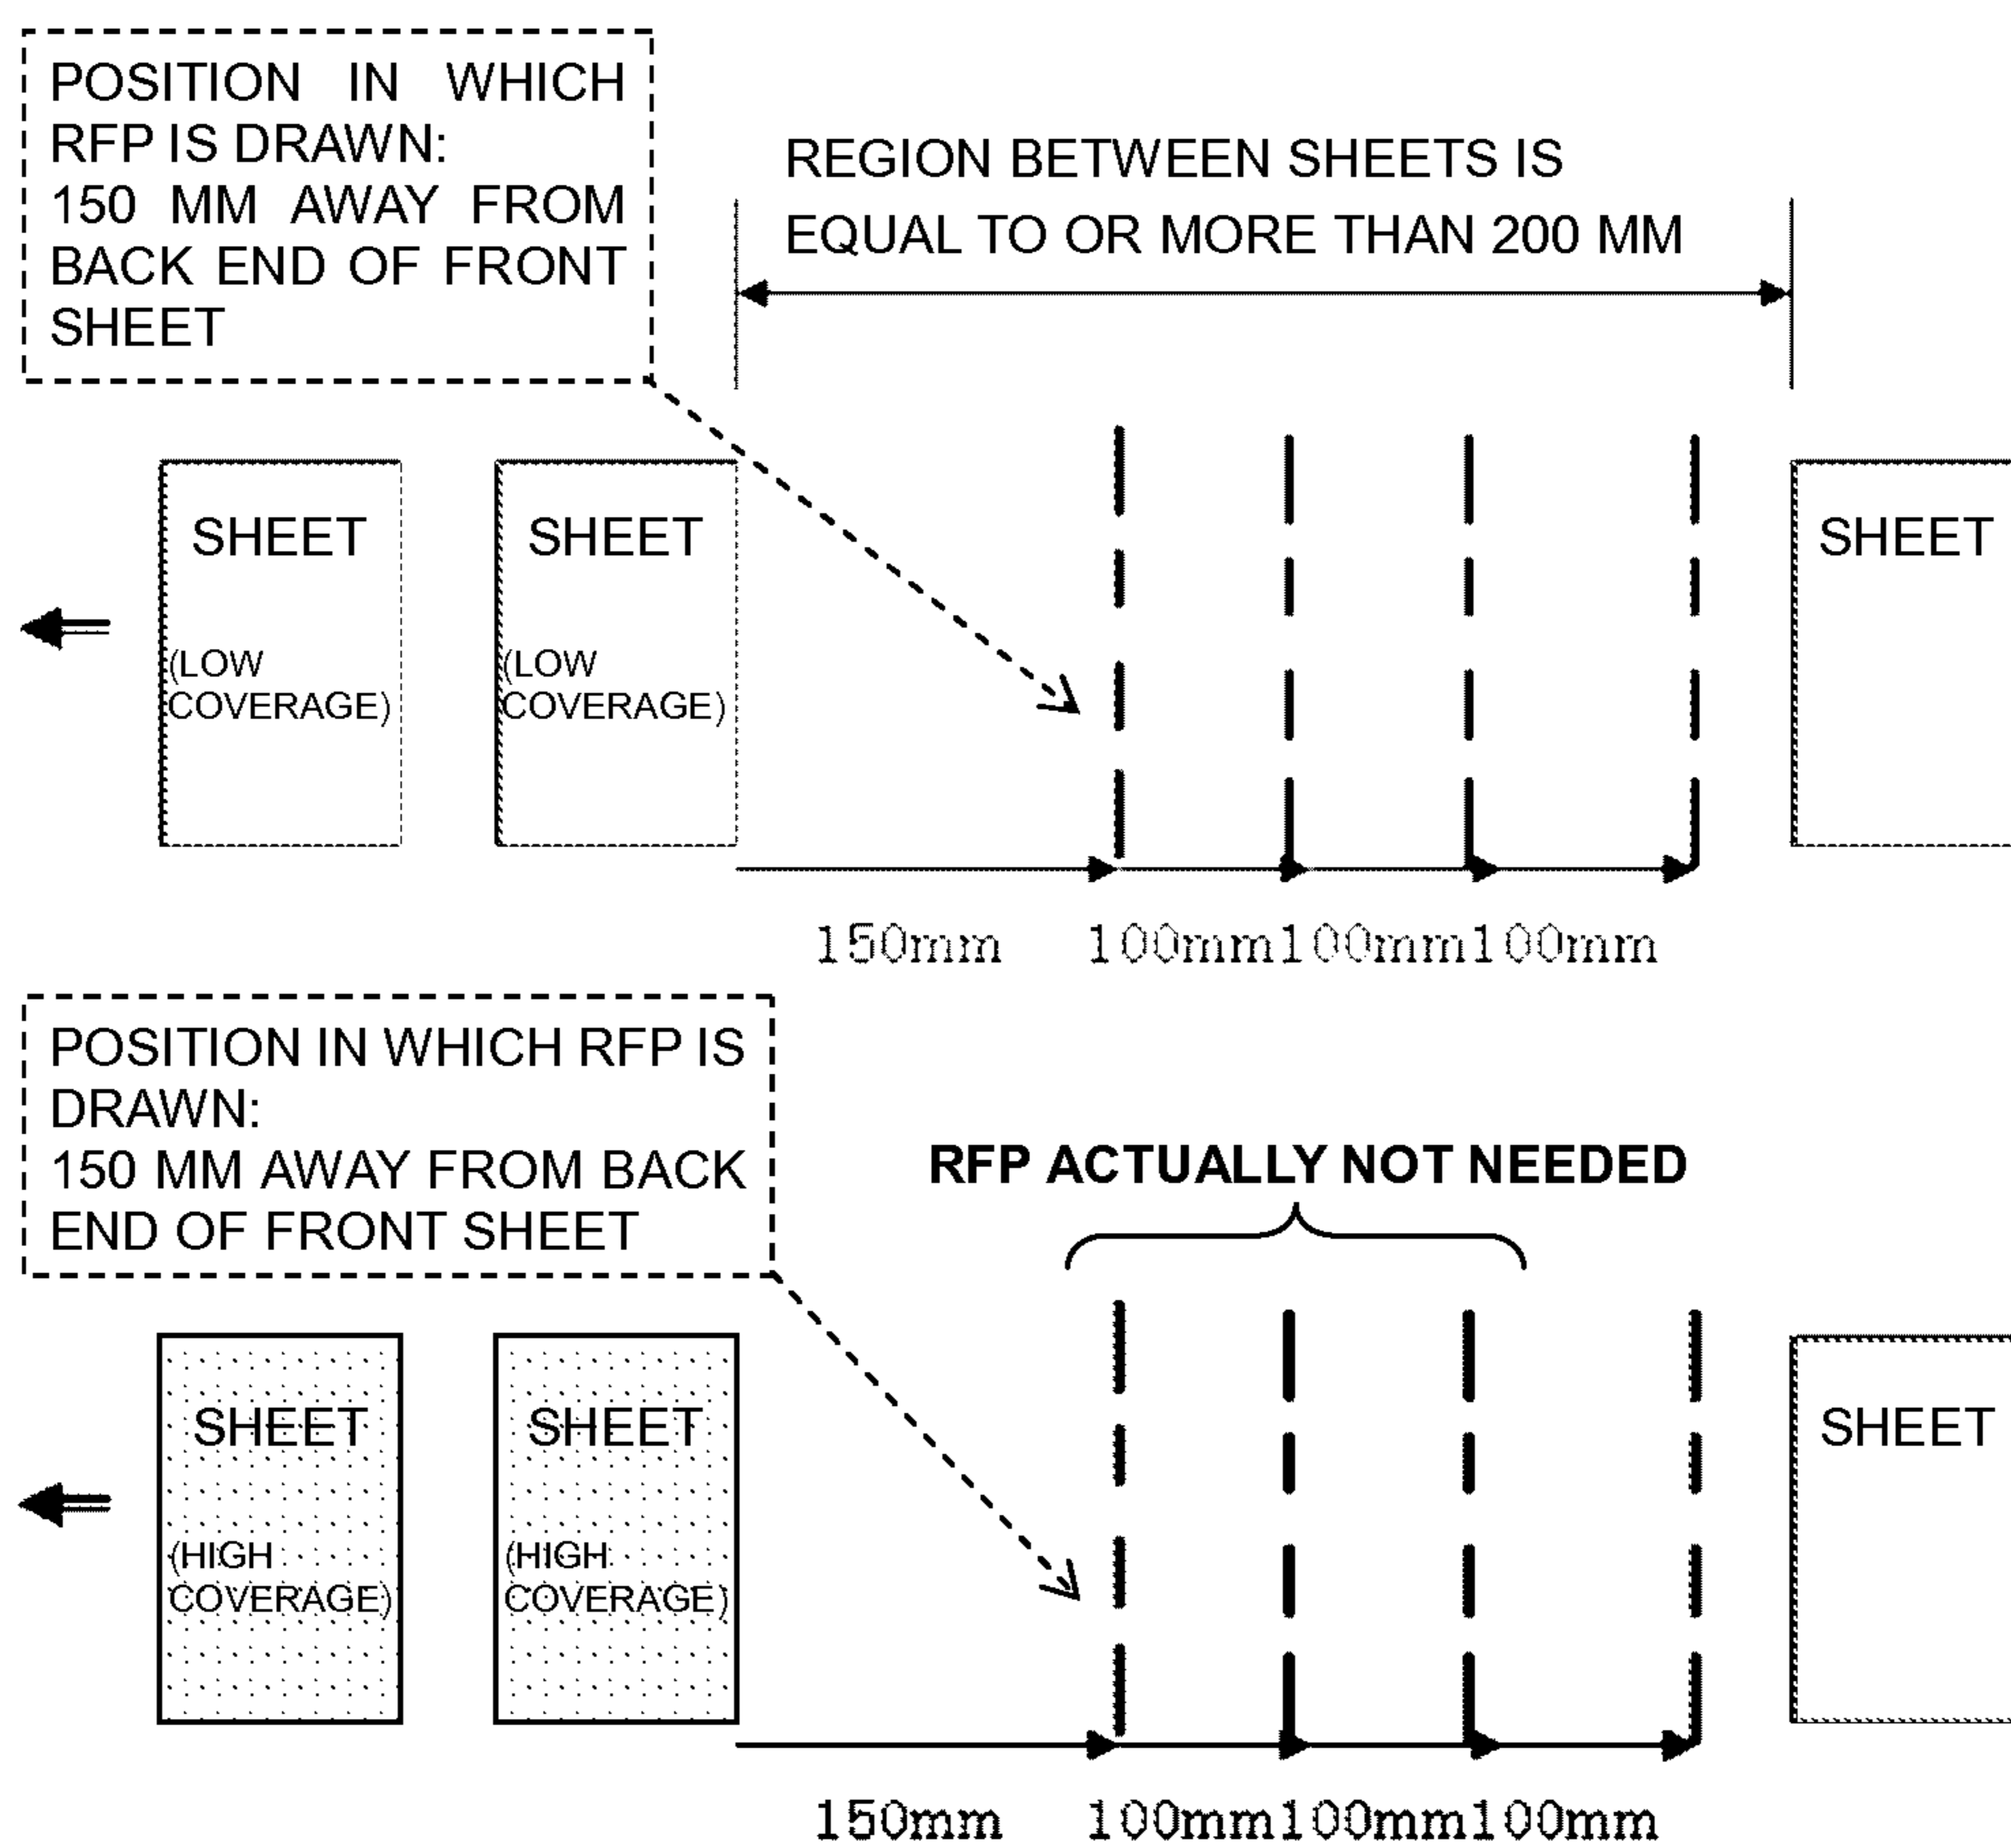 POSITION IN WHICH
RFP IS DRAWN:
150 MM AWAY FROM
BACK END OF FRONT
SHEET
REGION BETWEEN SHEETS IS
EQUAL TO OR MORE THAN 200 MM
SHEET
(LOW
COVERAGE)
SHEET
(LOW
COVERAGE)
SHEET
150mm 100mm100mm100mm
POSITION IN WHICH RFP IS
DRAWN:
150 MM AWAY FROM BACK
END OF FRONT SHEET
RFP ACTUALLY NOT NEEDED
SHEET
(HIGH
COVERAGE)
SHEET
(HIGH
COVERAGE)
SHEET
150mm 100mm100mm100mm